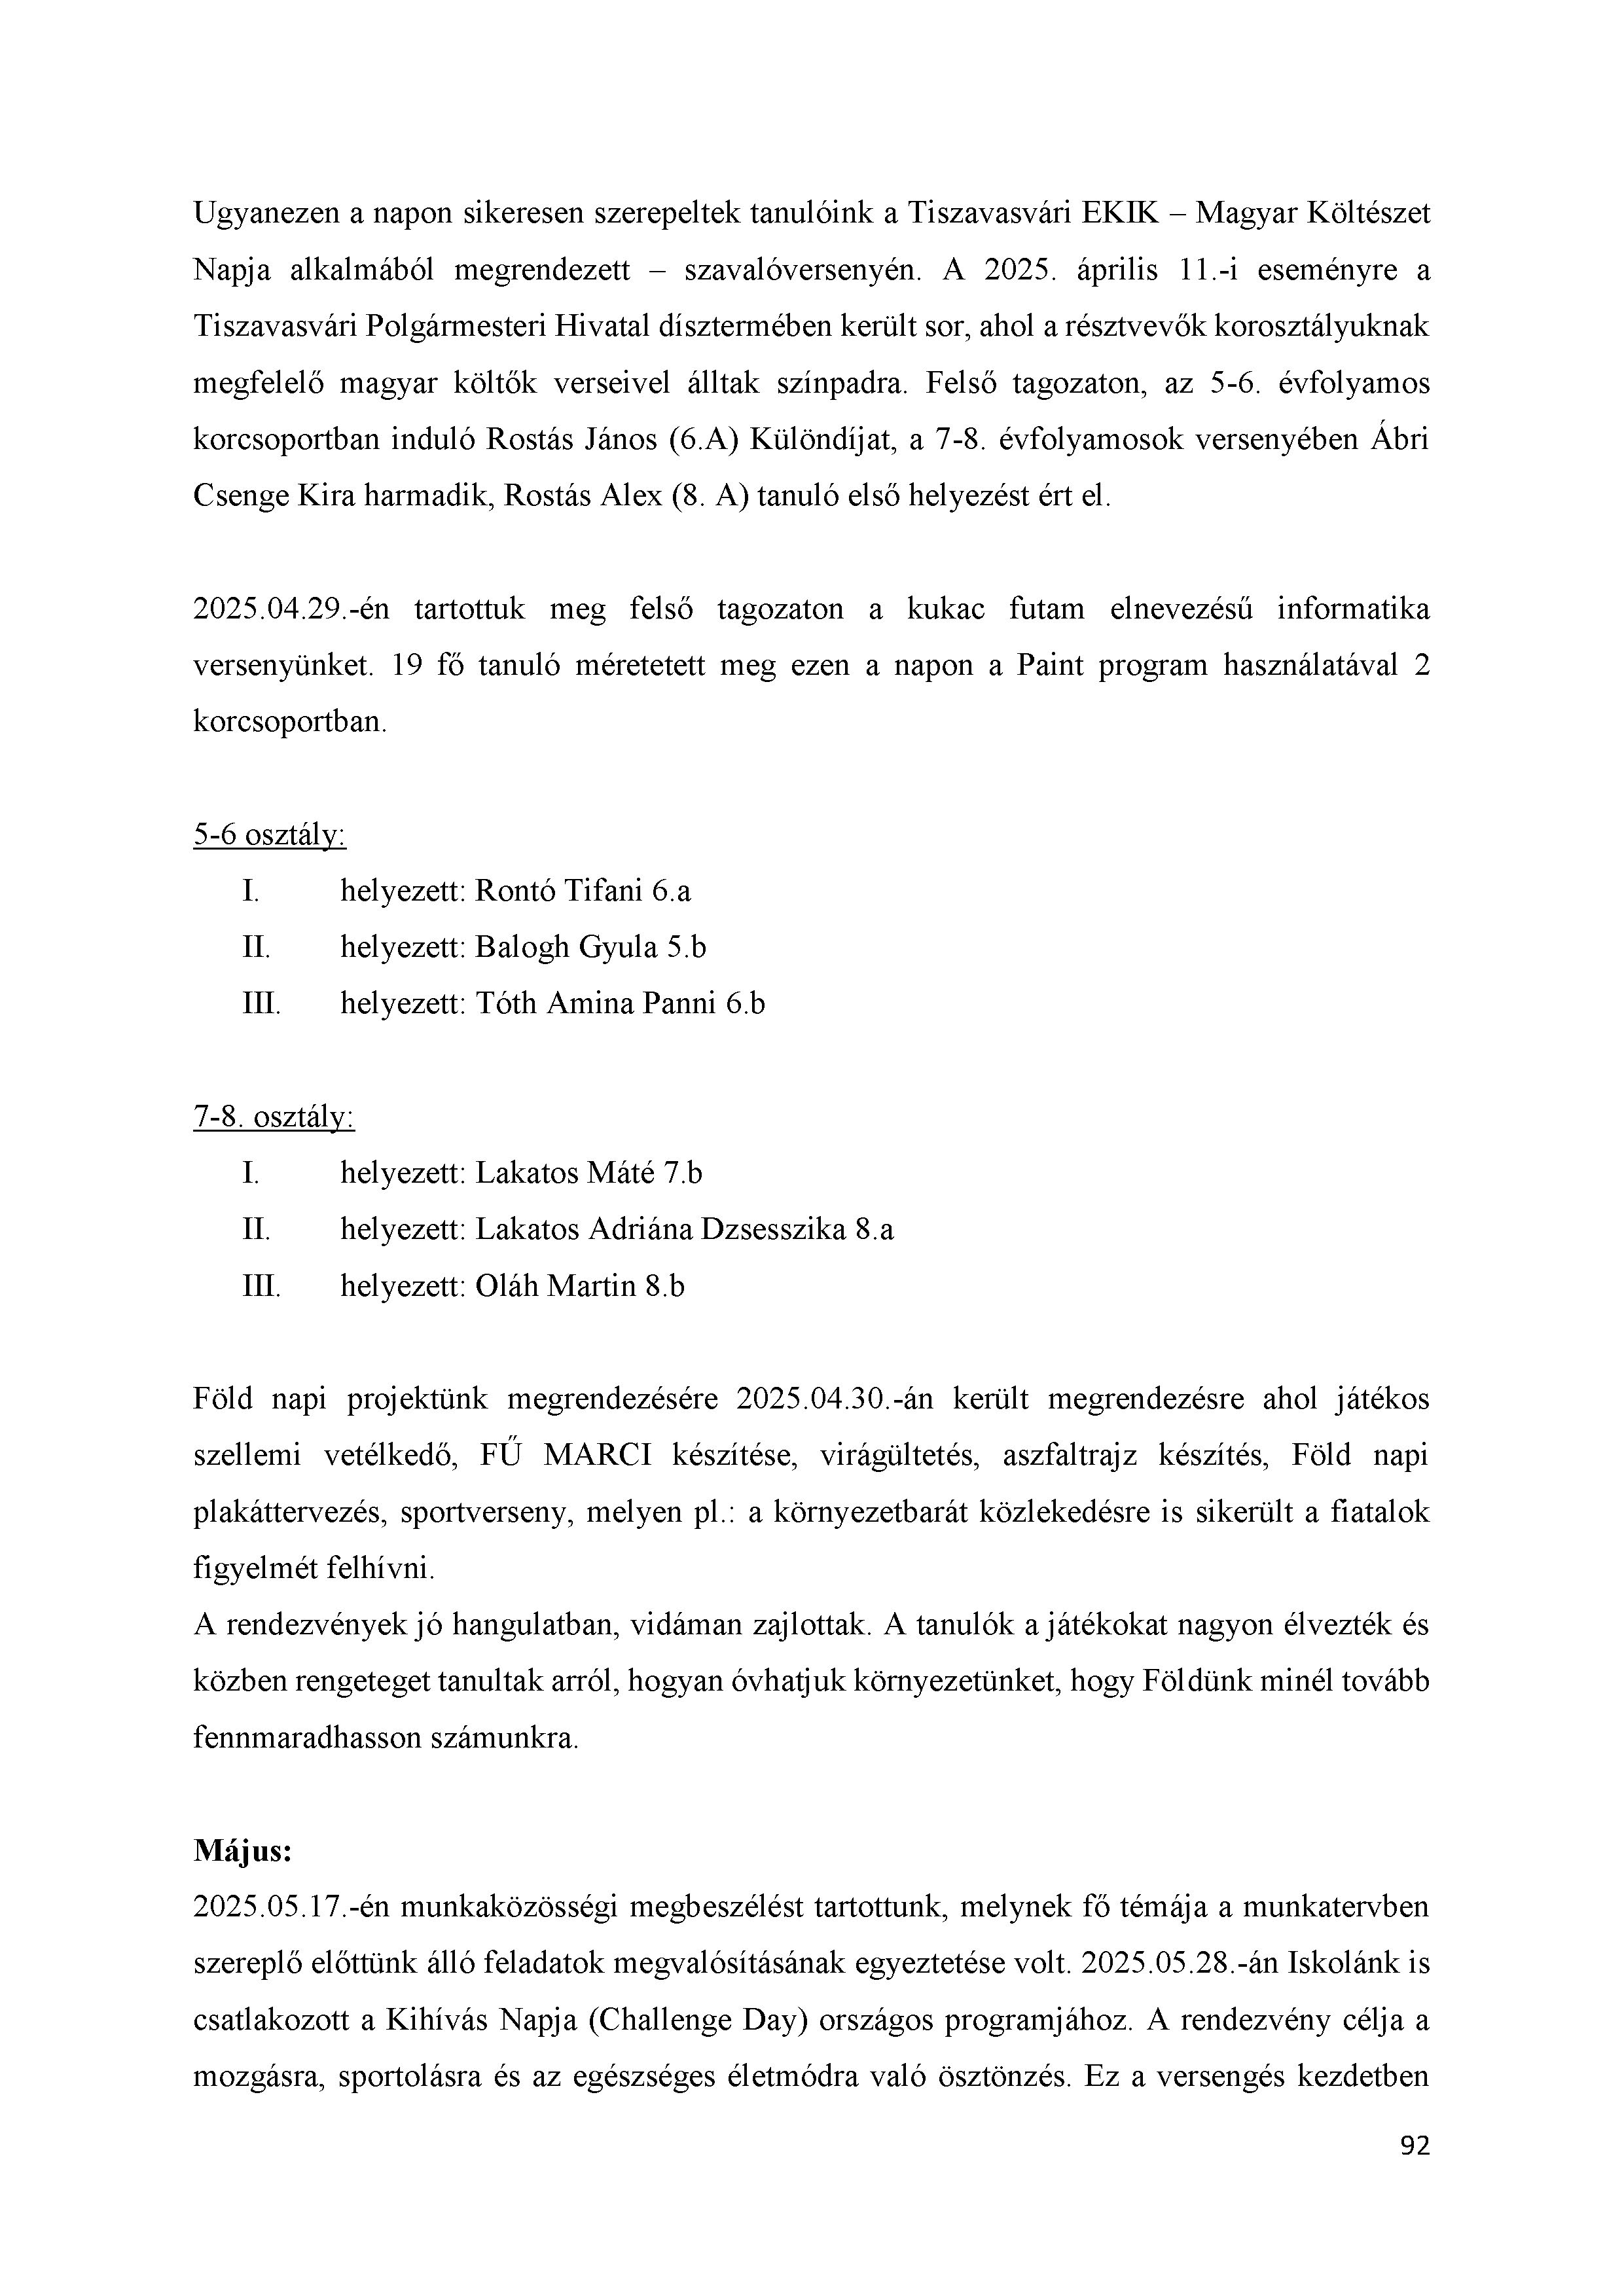 Ugyanezen a napon sikeresen szerepeltek tanulóink a Tiszavasvári EKIK – Magyar Költészet
Napja alkalmából megrendezett – szavalóversenyén. A 2025. április 11.-i eseményre a
Tiszavasvári Polgármesteri Hivatal dísztermében került sor, ahol a résztvevők korosztályuknak
megfelelő magyar költők verseivel álltak színpadra. Felső tagozaton, az 5-6. évfolyamos
korcsoportban induló Rostás János (6.A) Különdíjat, a 7-8. évfolyamosok versenyében Ábri
Csenge Kira harmadik, Rostás Alex (8. A) tanuló első helyezést ért el.
2025.04.29.-én tartottuk meg felső tagozaton a kukac futam elnevezésű informatika
versenyünket. 19 fő tanuló méretetett meg ezen a napon a Paint program használatával 2
korcsoportban.
5-6 osztály:
I. helyezett: Rontó Tifani 6.a
II. helyezett: Balogh Gyula 5.b
III. helyezett: Tóth Amina Panni 6.b
7-8. osztály:
I. helyezett: Lakatos Máté 7.b
II. helyezett: Lakatos Adriána Dzsesszika 8.a
III. helyezett: Oláh Martin 8.b
Föld napi projektünk megrendezésére 2025.04.30.-án került megrendezésre ahol játékos
szellemi vetélkedő, FŰ MARCI készítése, virágültetés, aszfaltrajz készítés, Föld napi
plakáttervezés, sportverseny, melyen pl.: a környezetbarát közlekedésre is sikerült a fiatalok
figyelmét felhívni.
A rendezvények jó hangulatban, vidáman zajlottak. A tanulók a játékokat nagyon élvezték és
közben rengeteget tanultak arról, hogyan óvhatjuk környezetünket, hogy Földünk minél tovább
fennmaradhasson számunkra.
Május:
2025.05.17.-én munkaközösségi megbeszélést tartottunk, melynek fő témája a munkatervben
szereplő előttünk álló feladatok megvalósításának egyeztetése volt. 2025.05.28.-án Iskolánk is
csatlakozott a Kihívás Napja (Challenge Day) országos programjához. A rendezvény célja a
mozgásra, sportolásra és az egészséges életmódra való ösztönzés. Ez a versengés kezdetben
92